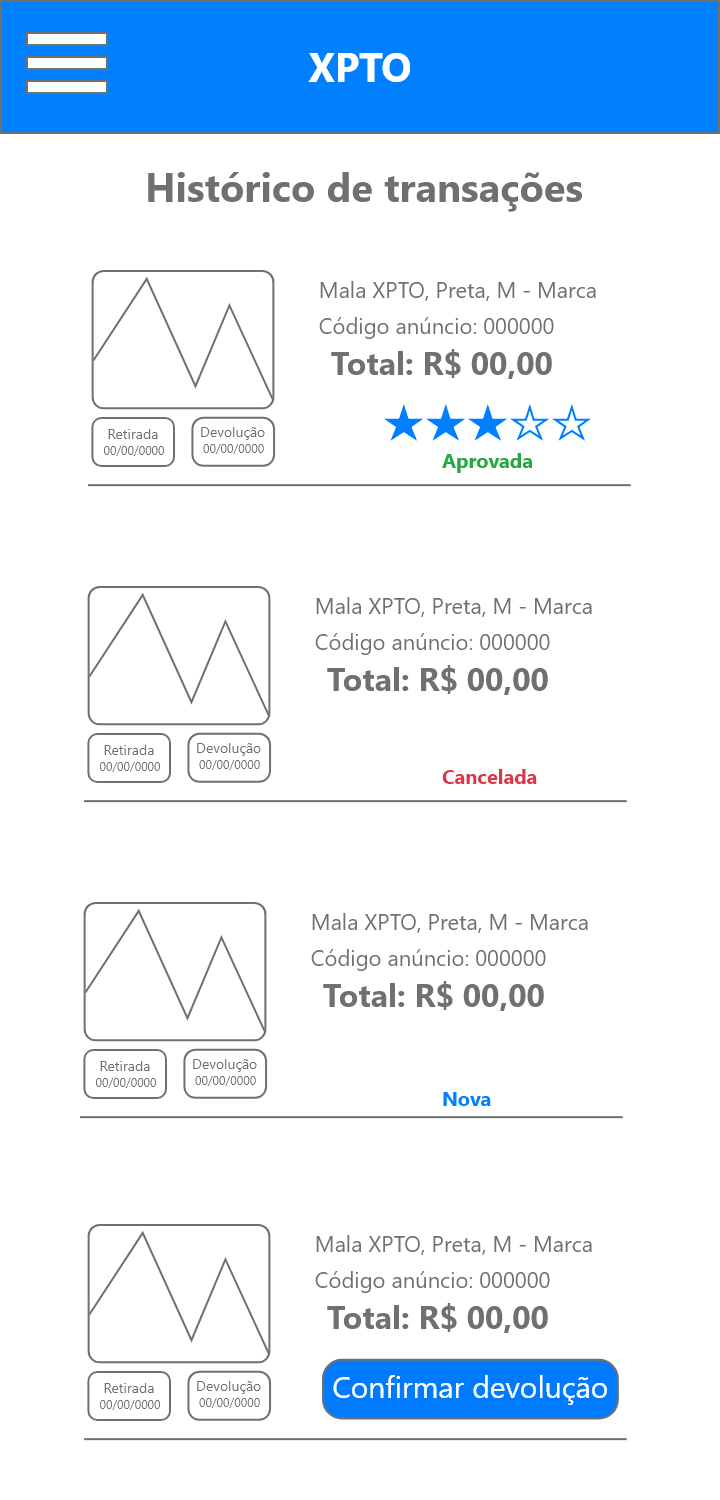 XPTO
Histórico de transações
Mala XPTO, Preta, M - Marca
Código anúncio: 000000
Total: R$ 00,00
Retirada
00/00/0000
Devolução
00/00/0000
★★★☆☆
Aprovada
Mala XPTO, Preta, M - Marca
Código anúncio: 000000
Total: R$ 00,00
Retirada
00/00/0000
Devolução
00/00/0000
Cancelada
Mala XPTO, Preta, M - Marca
Código anúncio: 000000
Total: R$ 00,00
Retirada
00/00/0000
Devolução
00/00/0000
Nova
Mala XPTO, Preta, M - Marca
Código anúncio: 000000
Total: R$ 00,00
Retirada
00/00/0000
Devolução
00/00/0000
Confirmar devolução